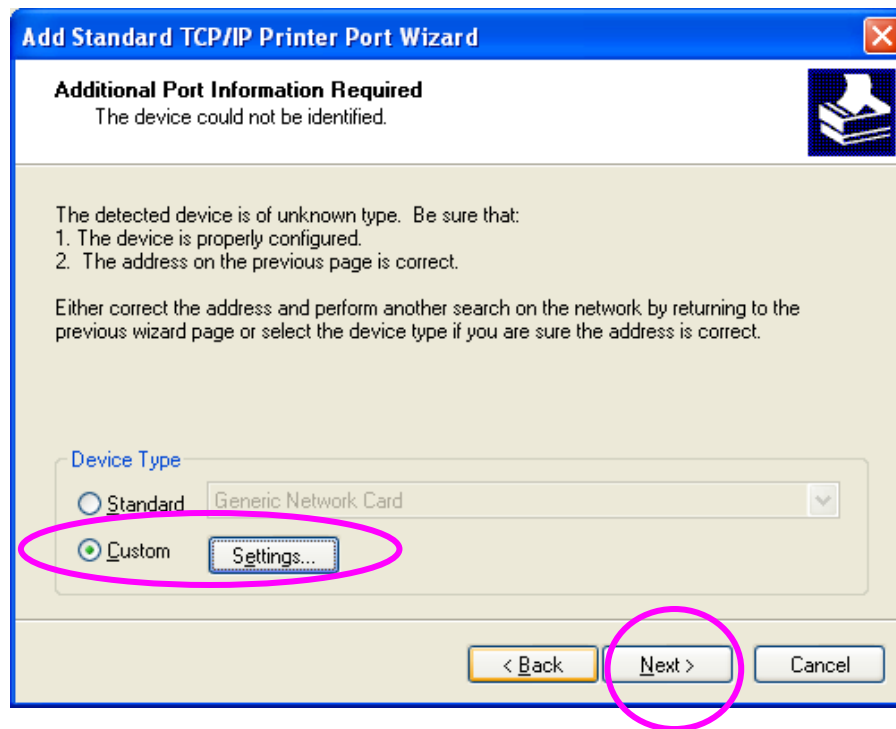 Add Standard TCP/IP Printer Port Wizard
Additional Port Information Required
The device could not be identified.
The detected device is of unknown type.  Be sure that:
1. The device is properly configured.
2.  The address on the previous page is correct.
Either correct the address and perform another search on the network by returning to the
previous wizard page or select the device type if you are sure the address is correct.
Device Type
Standard Generic Network Card
Custom Settings...
< Back Next > Cancel